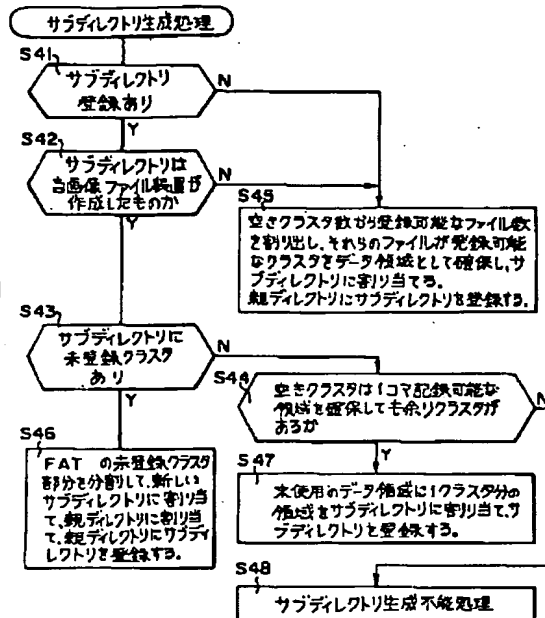 サブディレクトリ生成処理
S41
サブディレクトリ
登録あり
N
Y
S42
サブディレクトリは
当画像ファイル装置が
作成したものか
N
Y
S45
空きクラスタ数から登録可能なファイル数
を割り出し、それらのファイルが登録可能
なクラスタをデータ領域として確保し、サ
ブディレクトリに割り当てる。
親ディレクトリにサブディレクトリを登録する。
S43
サブディレクトリに
未登録クラスタ
あり
N
Y
S44
空きクラスタは1コマ記録可能な
領域を確保しても余りクラスタが
あるか
N
Y
S46
FAT の未登録クラスタ
部分を分割して、新しい
サブディレクトリに割り当
て、親ディレクトリに割り当
て、親ディレクトリにサブディ
レクトリを登録する。
S47
未使用のデータ領域に1クラスタ分の
領域をサブディレクトリに割り当て、サ
ブディレクトリを登録する。
S48
サブディレクトリ生成不能処理